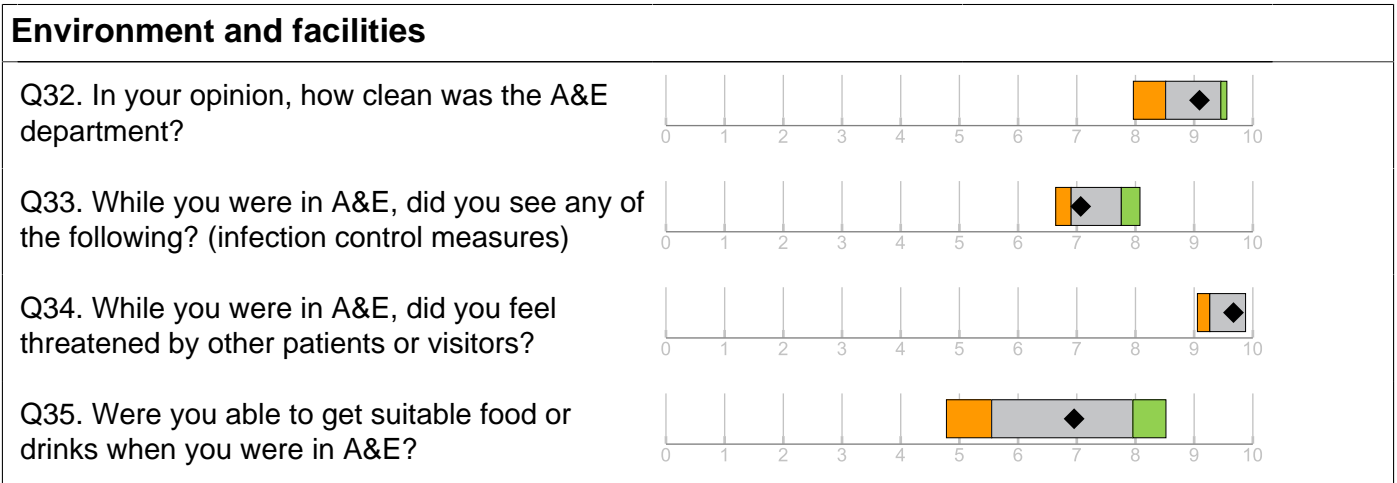 Environment and facilities
Q32. In your opinion, how clean was the A&E
department?
0 1 2 3 4 5 6 7 8 9 10
Q33. While you were in A&E, did you see any of
the following? (infection control measures)
0 1 2 3 4 5 6 7 8 9 10
Q34. While you were in A&E, did you feel
threatened by other patients or visitors?
0 1 2 3 4 5 6 7 8 9 10
Q35. Were you able to get suitable food or
drinks when you were in A&E?
0 1 2 3 4 5 6 7 8 9 10